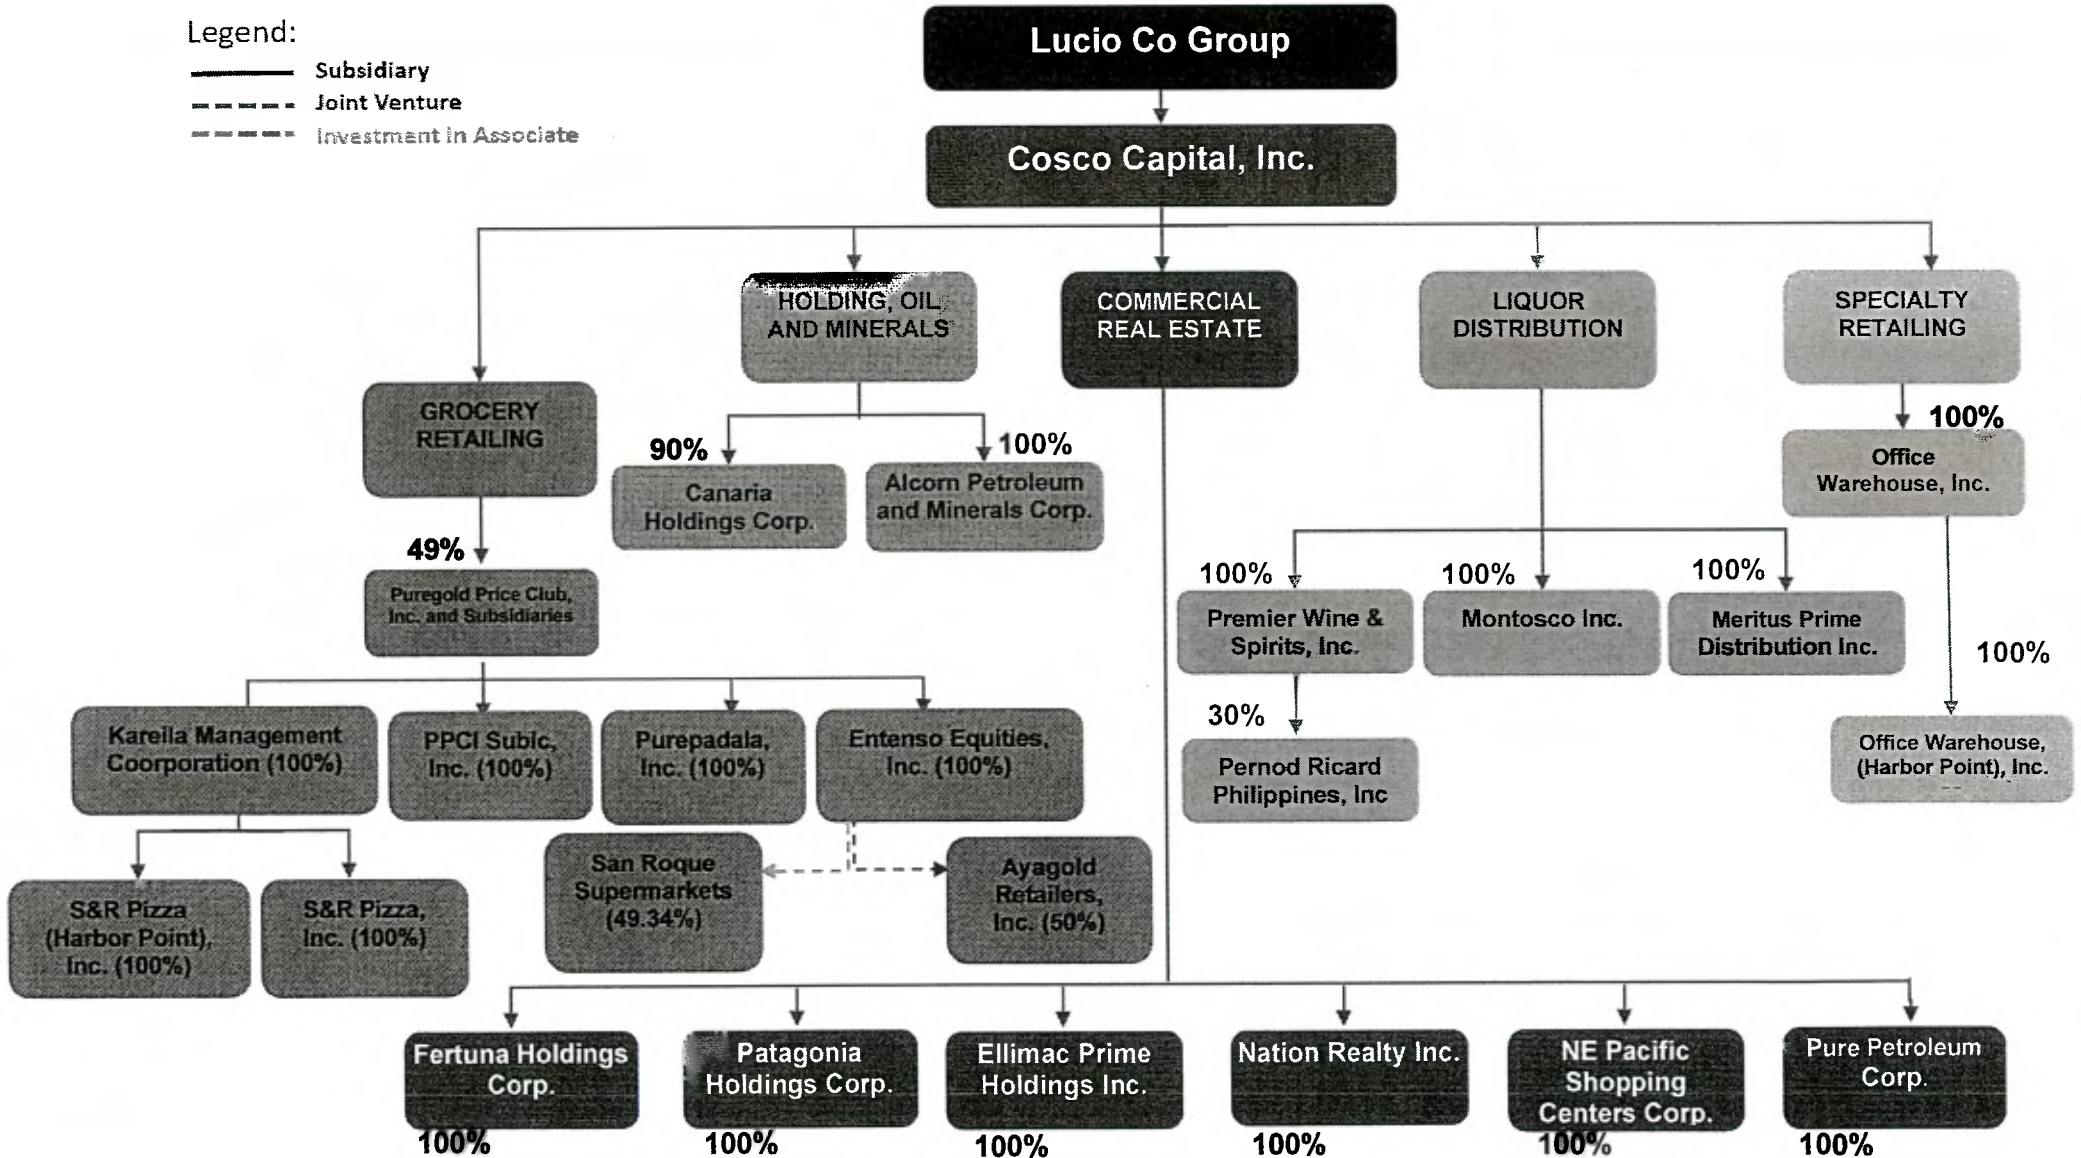 Legend:
Subsidiary
Joint Venture
Investment in Associate
Lucio Co Group
Cosco Capital, Inc.
HOLDING, OIL
AND MINERALS
COMMERCIAL
REAL ESTATE
LIQUOR
DISTRIBUTION
SPECIALTY
RETAILING
GROCERY
RETAILING
90%
100%
100%
Canaria
Holdings Corp.
Alcorn Petroleum
and Minerals Corp.
Office
Warehouse, Inc.
49%
Puregold Price Club,
Inc. and Subsidiaries
100%
100%
100%
Premier Wine &
Spirits, Inc.
Montosco Inc.
Meritus Prime
Distribution Inc.
100%
30%
Kareila Management
Coorporation (100%)
PPCI Subic,
Inc. (100%)
Purepadala,
Inc. (100%)
Entenso Equities,
Inc. (100%)
Pernod Ricard
Philippines, Inc
Office Warehouse,
(Harbor Point), Inc.
San Roque
Supermarkets
(49.34%)
Ayagold
Retailers,
Inc. (50%)
S&R Pizza
(Harbor Point),
Inc. (100%)
S&R Pizza,
Inc. (100%)
Fertuna Holdings
Corp.
Patagonia
Holdings Corp.
Ellimac Prime
Holdings Inc.
Nation Realty Inc.
NE Pacific
Shopping
Centers Corp.
Pure Petroleum
Corp.
100%
100%
100%
100%
100%
100%